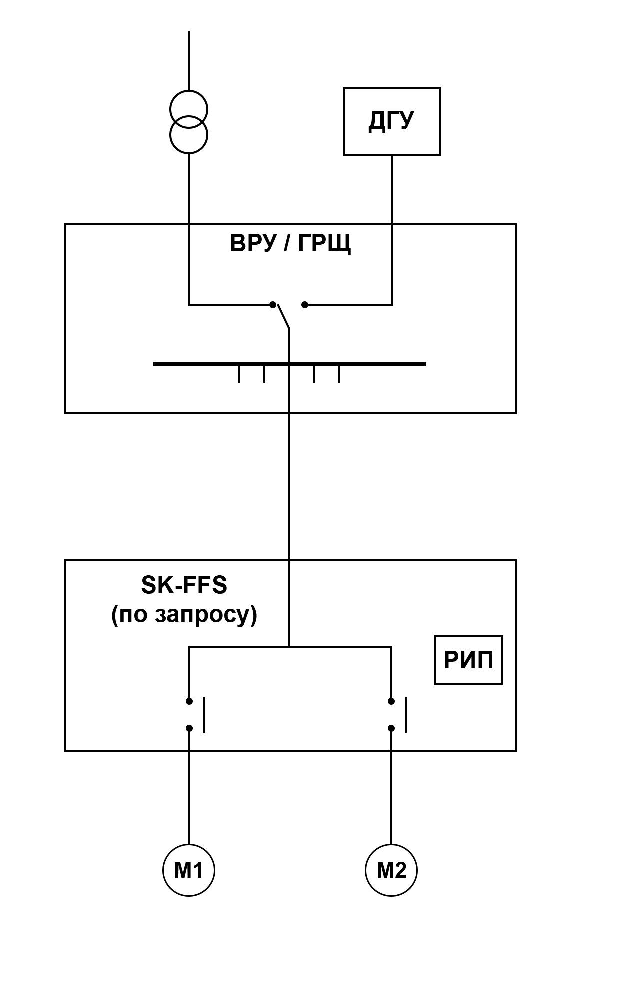 ДГУ
ВРУ / ГРЩ
SK-FFS
(по запросу)
РИП
М1
М2